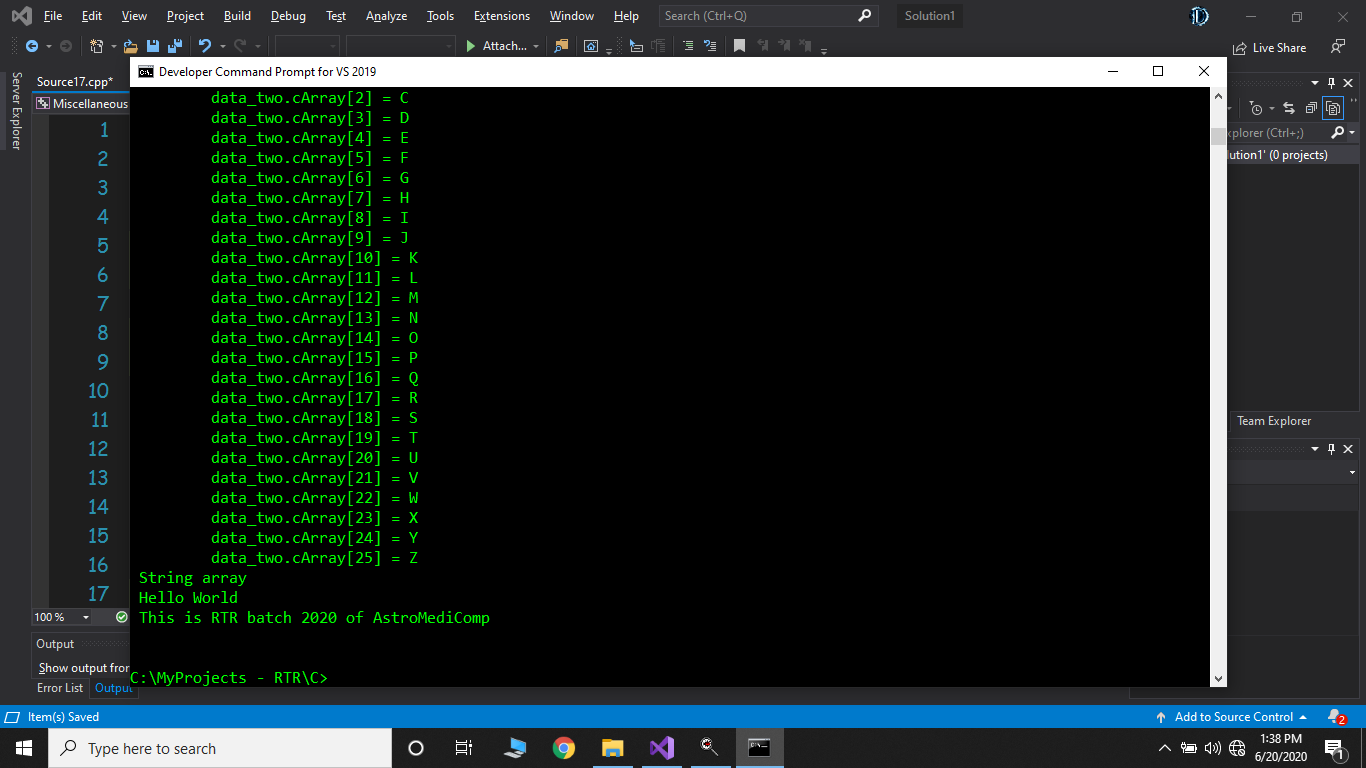 File Edit View Project Build Debug Test Analyze Tools Extensions Window Help Search (Ctrl+Q) Solution1
Attach... Live Share
Server Explorer
Source17.cpp*
Miscellaneous
Developer Command Prompt for VS 2019
1
2
3
4
5
6
7
8
9
10
11
12
13
14
15
16
17
data_two.cArray[2] = C
data_two.cArray[3] = D
data_two.cArray[4] = E
data_two.cArray[5] = F
data_two.cArray[6] = G
data_two.cArray[7] = H
data_two.cArray[8] = I
data_two.cArray[9] = J
data_two.cArray[10] = K
data_two.cArray[11] = L
data_two.cArray[12] = M
data_two.cArray[13] = N
data_two.cArray[14] = O
data_two.cArray[15] = P
data_two.cArray[16] = Q
data_two.cArray[17] = R
data_two.cArray[18] = S
data_two.cArray[19] = T
data_two.cArray[20] = U
data_two.cArray[21] = V
data_two.cArray[22] = W
data_two.cArray[23] = X
data_two.cArray[24] = Y
data_two.cArray[25] = Z
String array
Hello World
This is RTR batch 2020 of AstroMediComp
C:\MyProjects - RTR\C>
xplorer (Ctrl+;)
ution1' (0 projects)
Team Explorer
100 %
Output
Show output from
Error List Output
Item(s) Saved Add to Source Control 2
Type here to search
1:38 PM
6/20/2020
1